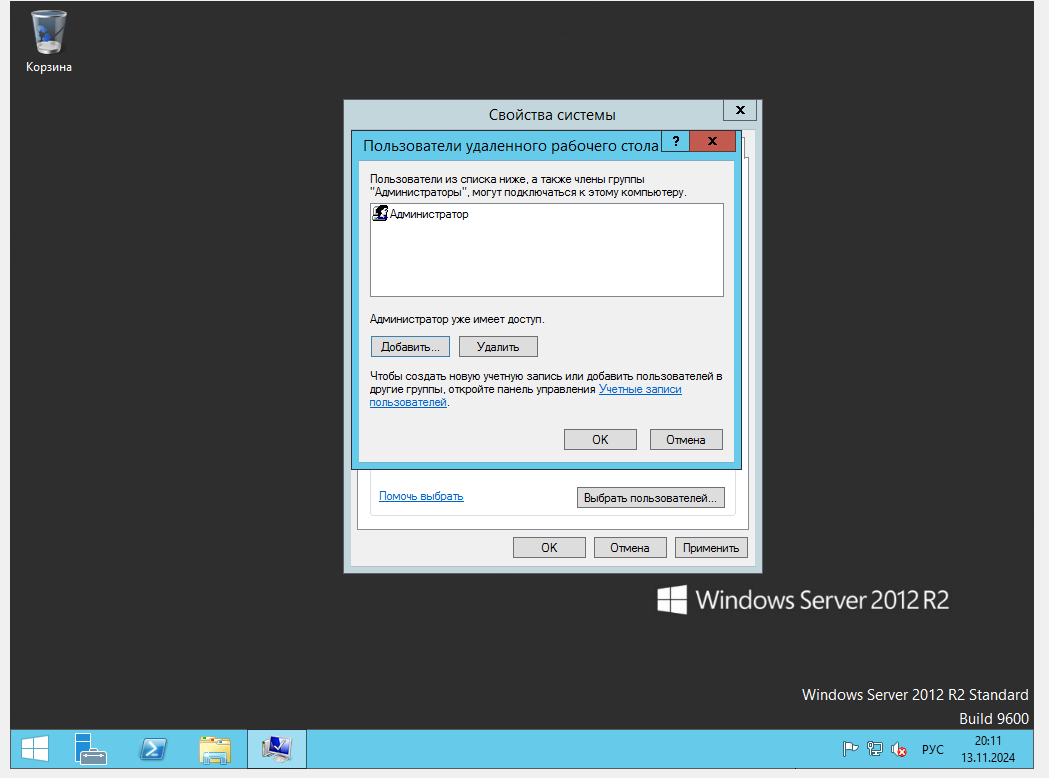 Корзина
Свойства системы
x
Пользователи удаленного рабочего стола
?
x
Пользователи из списка ниже, а также члены группы
"Администраторы", могут подключаться к этому компьютеру.
Администратор
Администратор уже имеет доступ.
Добавить...
Удалить
Чтобы создать новую учетную запись или добавить пользователей в
другие группы, откройте панель управления Учетные записи
пользователей.
OK
Отмена
Помочь выбрать
Выбрать пользователей...
OK
Отмена
Применить
Windows Server 2012 R2
Windows Server 2012 R2 Standard
Build 9600
РУС
20:11
13.11.2024